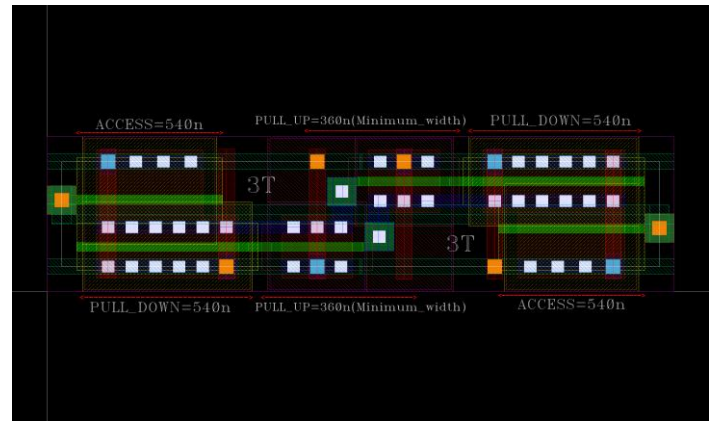 ACCESS=540n
PULL_UP=360n(Minimum_width)
PULL_DOWN=540n
3T
3T
PULL_DOWN=540n
PULL_UP=360n(Minimum_width)
ACCESS=540n